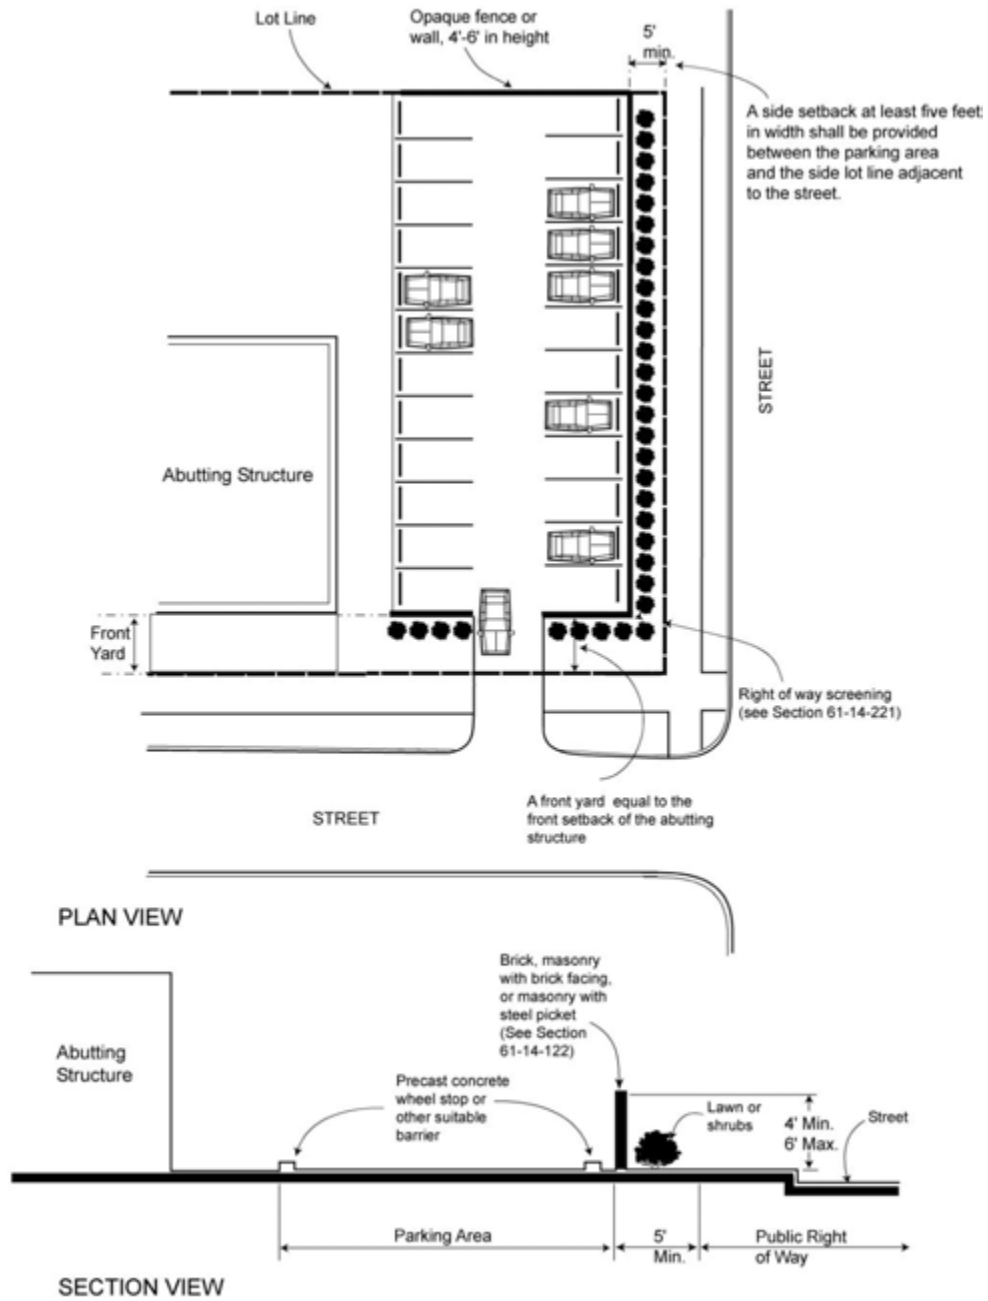 Lot Line
Opaque fence or
wall, 4'-6' in height
5'
min.
A side setback at least five feet:
in width shall be provided
between the parking area
and the side lot line adjacent
to the street.
STREET
Abutting Structure
Front
Yard
Right of way screening
(see Section 61-14-221)
A front yard equal to the
front setback of the abutting
structure
STREET
PLAN VIEW
Brick, masonry
with brick facing,
or masonry with
steel picket
(See Section
61-14-122)
Abutting
Structure
Precast concrete
wheel stop or
other suitable
barrier
Lawn or
shrubs
4' Min.
6' Max.
Street
Parking Area
5'
Min.
Public Right
of Way
SECTION VIEW